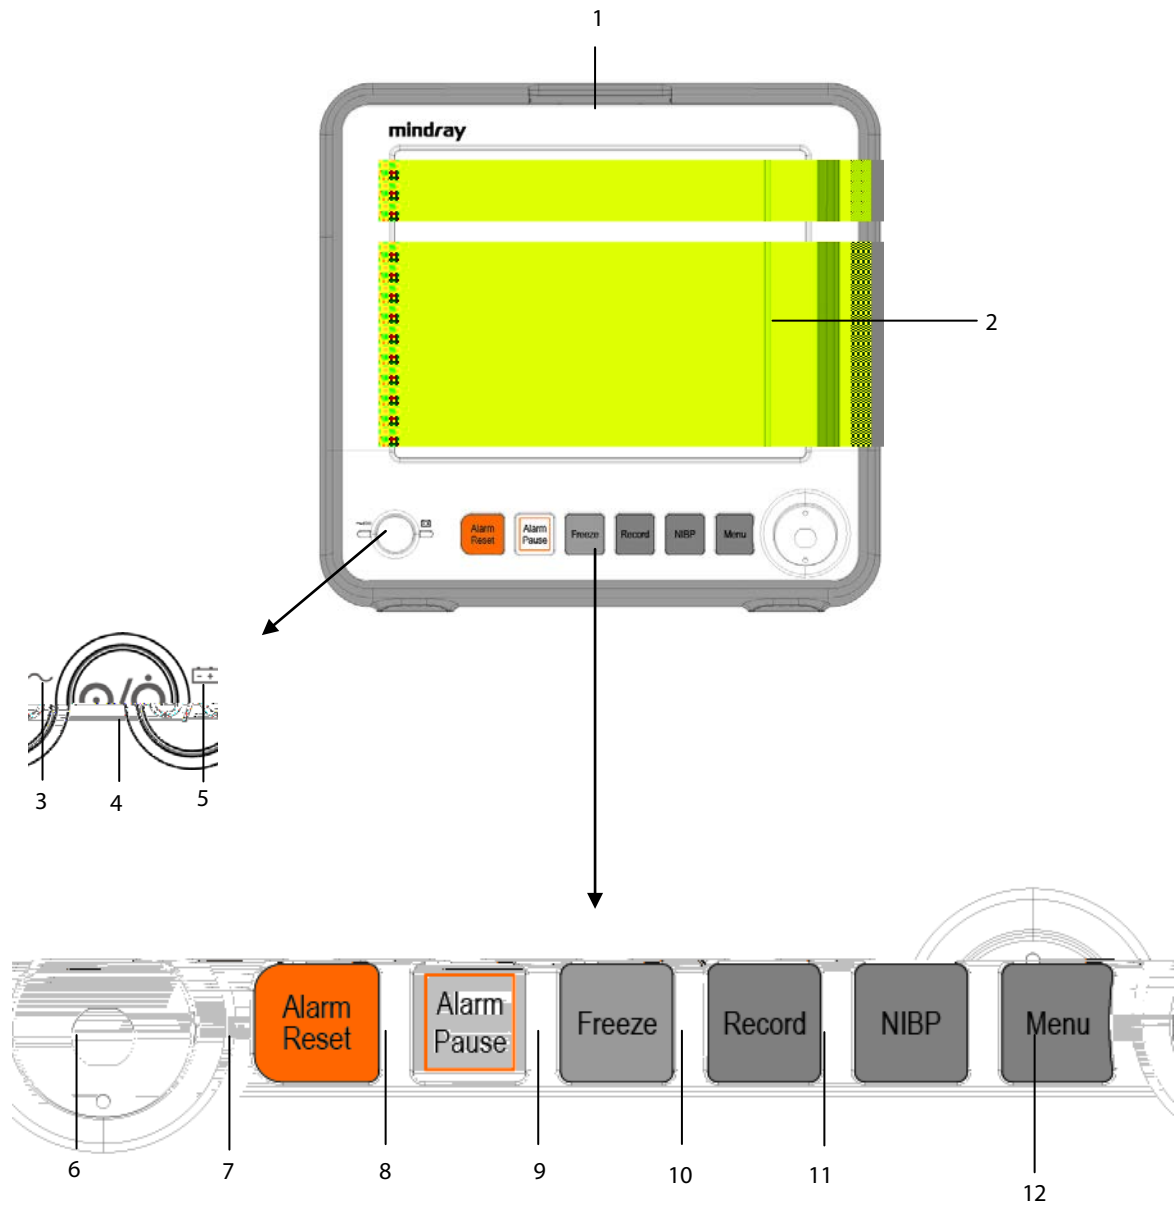 1
mindray
2
Alarm
Reset
Alarm
Pause
Freeze
Record
NIBP
Menu
3
4
5
Alarm
Reset
Alarm
Pause
Freeze
Record
NIBP
Menu
6
7
8
9
10
11
12